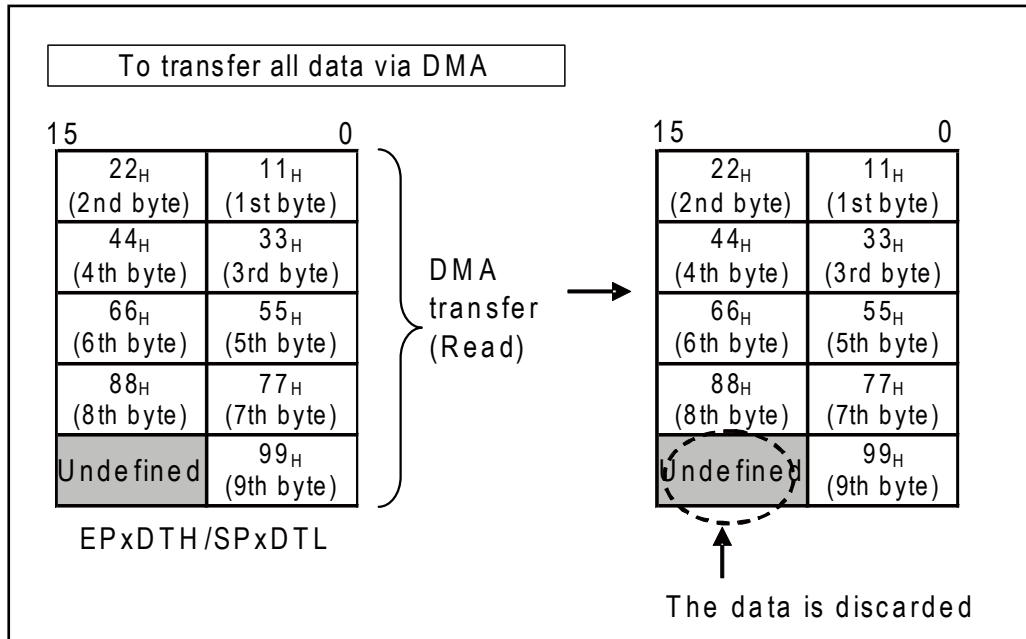 To transfer all data via DMA
15 0
22H 11H
(2nd byte) (1st byte)
44H 33H
(4th byte) (3rd byte)
66H 55H
(6th byte) (5th byte)
88H 77H
(8th byte) (7th byte)
Undefined 99H
(9th byte)
EPxDTH/SPxDTL
DMA
transfer
(Read)
15 0
22H 11H
(2nd byte) (1st byte)
44H 33H
(4th byte) (3rd byte)
66H 55H
(6th byte) (5th byte)
88H 77H
(8th byte) (7th byte)
Undefined 99H
(9th byte)
The data is discarded